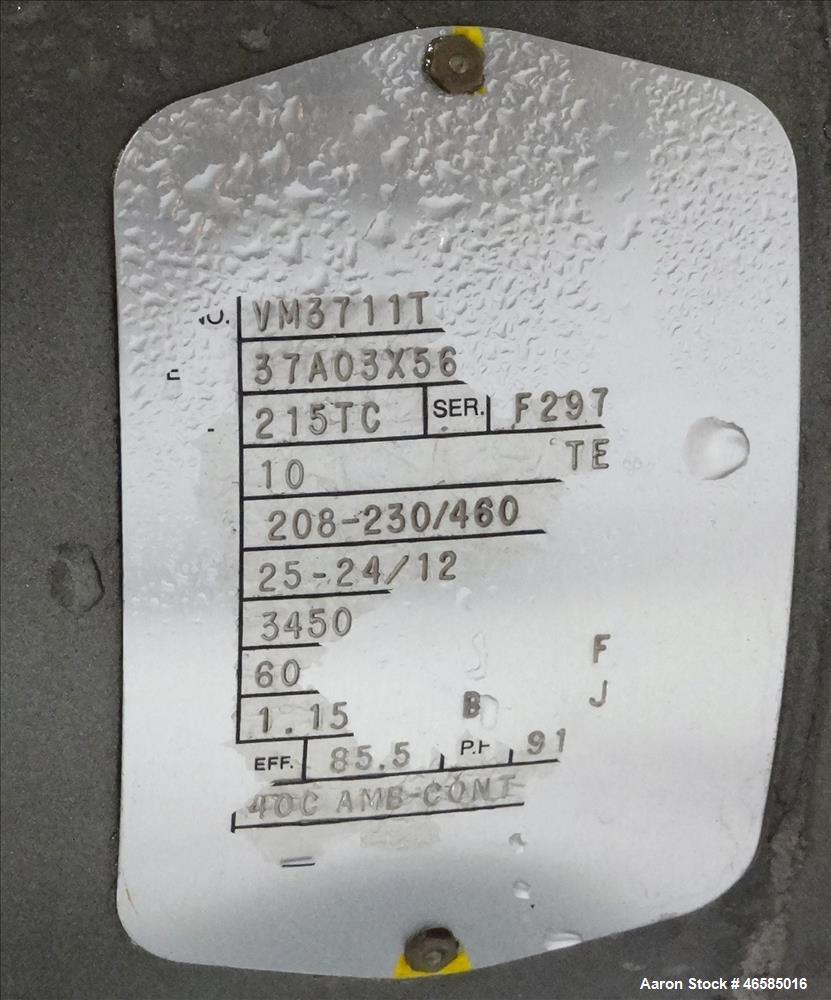 VM3711T
37A03X56
215TC SER. F297
10 TE
208-230/460
25-24/12
3450
60 F
1.15 B J
EFF. 85.5 91
40C AMB-CONT
Aaron Stock # 46585016